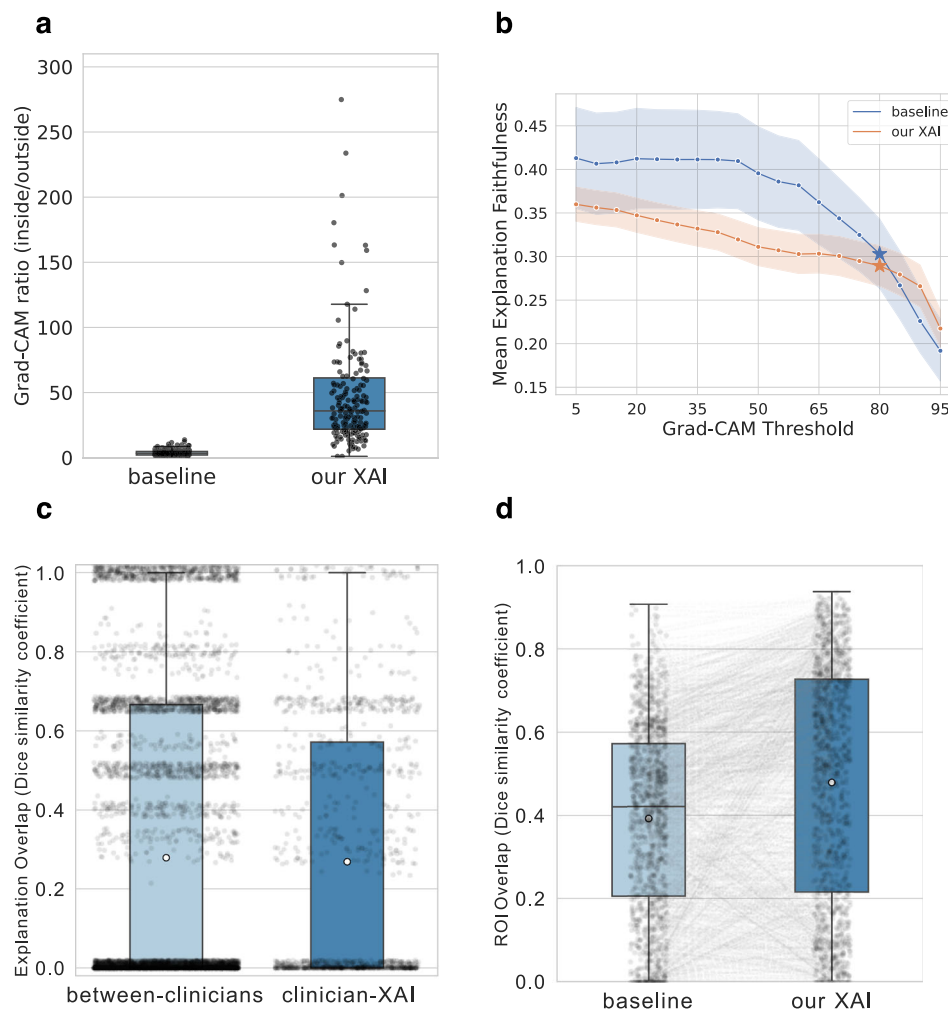 a
Grad-CAM ratio (inside/outside)
300
250
200
150
100
50
0
baseline our XAI
b
Mean Explanation Faithfulness
0.45
0.40
0.35
0.30
0.25
0.20
0.15
baseline
our XAI
5 20 35 50 65 80 95
Grad-CAM Threshold
c
Explanation Overlap (Dice similarity coefficient)
1.0
0.8
0.6
0.4
0.2
0.0
between-clinicians clinician-XAI
d
ROI Overlap (Dice similarity coefficient)
1.0
0.8
0.6
0.4
0.2
0.0
baseline our XAI